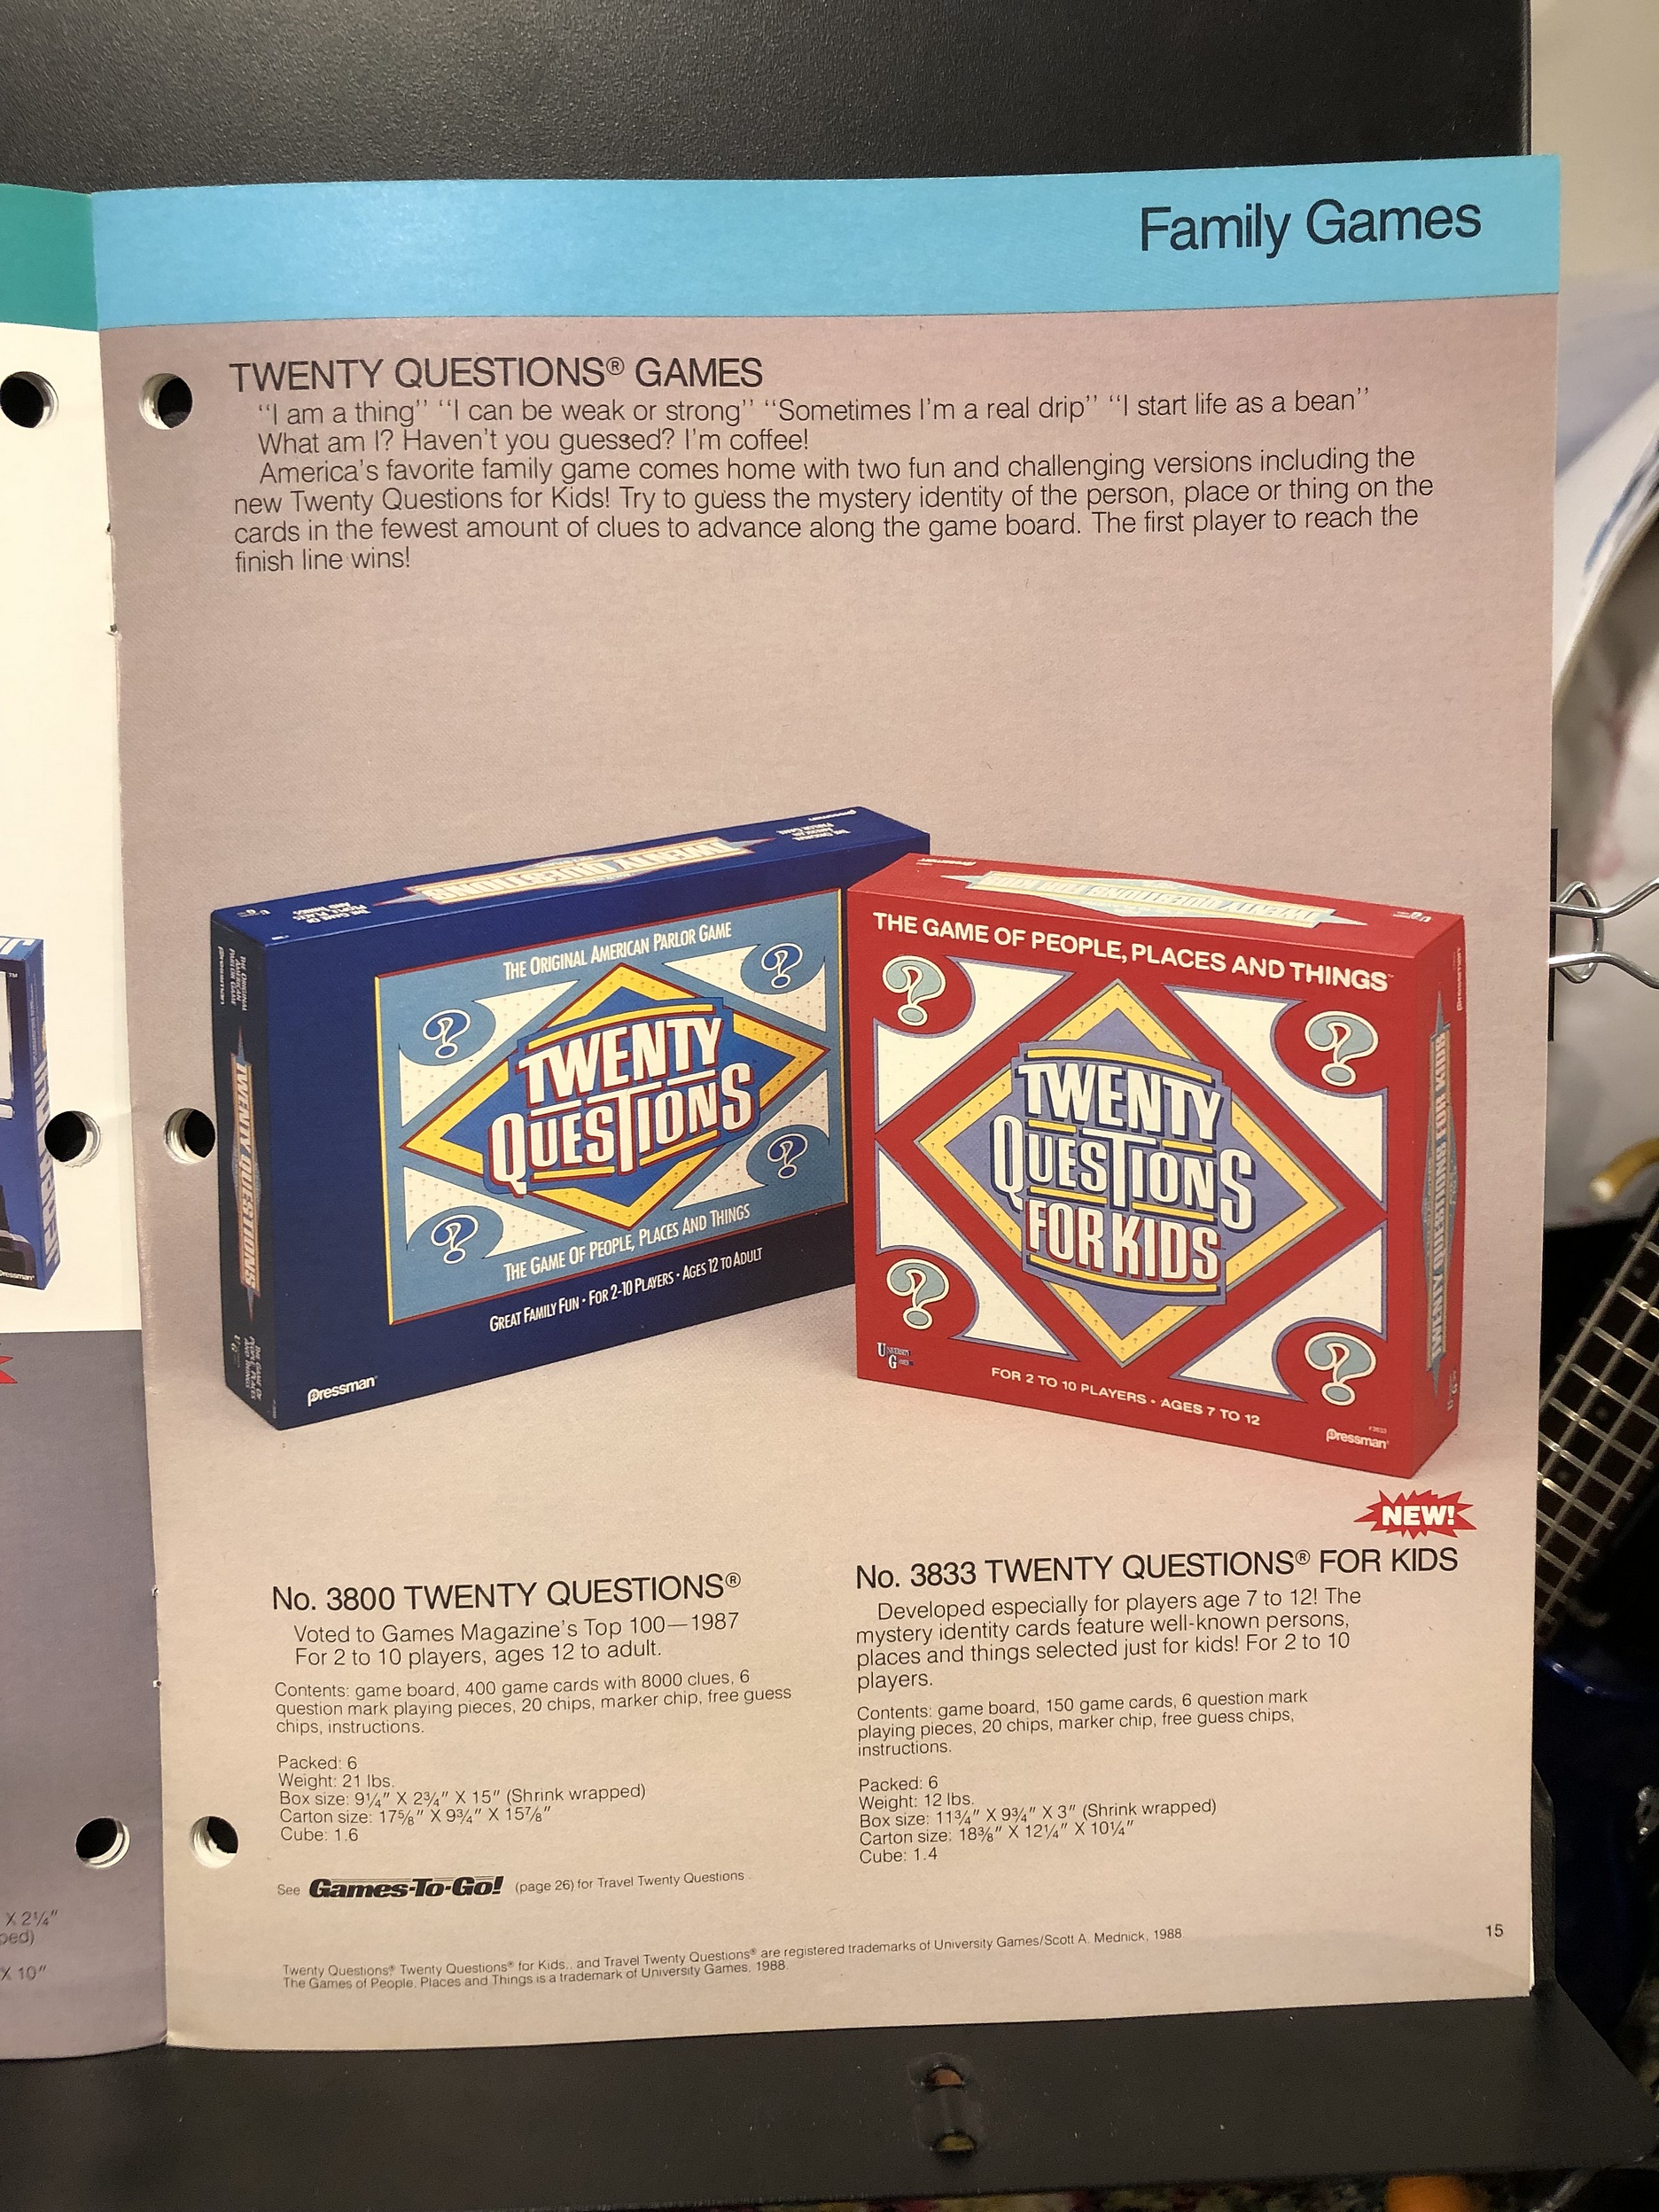 Family Games
TWENTY QUESTIONS® GAMES
“I am a thing” “I can be weak or strong” “Sometimes I'm a real drip” “I start life as a bean”
What am I? Haven't you guessed? I'm coffee!
America's favorite family game comes home with two fun and challenging versions including the
new Twenty Questions for Kids! Try to guess the mystery identity of the person, place or thing on the
cards in the fewest amount of clues to advance along the game board. The first player to reach the
finish line wins!
TWENTY QUESTIONS
THE ORIGINAL AMERICAN PARLOR GAME
TWENTY
QUESTIONS
THE GAME OF PEOPLE, PLACES AND THINGS
GREAT FAMILY FUN • FOR 2-10 PLAYERS • AGES 12 TO ADULT
Pressman®
TWENTY QUESTIONS
TWENTY QUESTIONS FOR KIDS
THE GAME OF PEOPLE, PLACES AND THINGS™
TWENTY
QUESTIONS
FOR KIDS
UNIVERSITY
GAMES
FOR 2 TO 10 PLAYERS • AGES 7 TO 12
Pressman®
TWENTY QUESTIONS FOR KIDS
NEW!
No. 3800 TWENTY QUESTIONS®
Voted to Games Magazine's Top 100—1987
For 2 to 10 players, ages 12 to adult.
Contents: game board, 400 game cards with 8000 clues, 6
question mark playing pieces, 20 chips, marker chip, free guess
chips, instructions.
Packed: 6
Weight: 21 lbs.
Box size: 9¼″ X 2¾″ X 15″ (Shrink wrapped)
Carton size: 17⅝″ X 9¾″ X 15⅞″
Cube: 1.6
See Games-To-Go! (page 26) for Travel Twenty Questions
No. 3833 TWENTY QUESTIONS® FOR KIDS
Developed especially for players age 7 to 12! The
mystery identity cards feature well-known persons,
places and things selected just for kids! For 2 to 10
players.
Contents: game board, 150 game cards, 6 question mark
playing pieces, 20 chips, marker chip, free guess chips,
instructions.
Packed: 6
Weight: 12 lbs.
Box size: 11¾″ X 9¾″ X 3″ (Shrink wrapped)
Carton size: 18⅜″ X 12¼″ X 10¼″
Cube: 1.4
Twenty Questions® Twenty Questions® for Kids., and Travel Twenty Questions® are registered trademarks of University Games/Scott A. Mednick, 1988
The Games of People, Places and Things is a trademark of University Games, 1988.
15
X 2¼″
X 10″